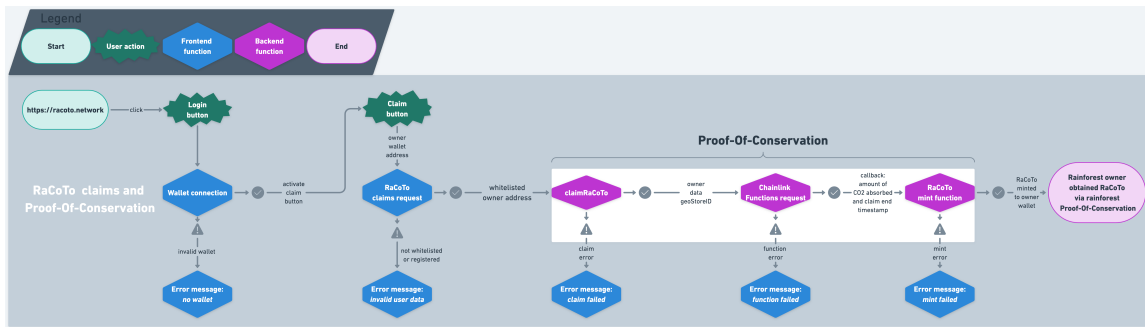 Legend
Start
User action
Frontend
function
Backend
function
End
https://racoto.network
click
Login
button
Claim
button
owner
wallet
address
Proof-Of-Conservation
RaCoTo claims and
Proof-Of-Conservation
Wallet connection
activate
claim
button
RaCoTo
claims request
whitelisted
owner address
claimRaCoTo
owner
data
geoStoreID
Chainlink
Functions request
callback:
amount of
CO2 absorbed
and claim end
timestamp
RaCoTo
mint function
RaCoTo
minted
to owner
wallet
Rainforest owner
obtained RaCoTo
via rainforest
Proof-Of-Conservation
invalid wallet
not whitelisted
or registered
claim
error
function
error
mint
error
Error message:
no wallet
Error message:
invalid user data
Error message:
claim failed
Error message:
function failed
Error message:
mint failed